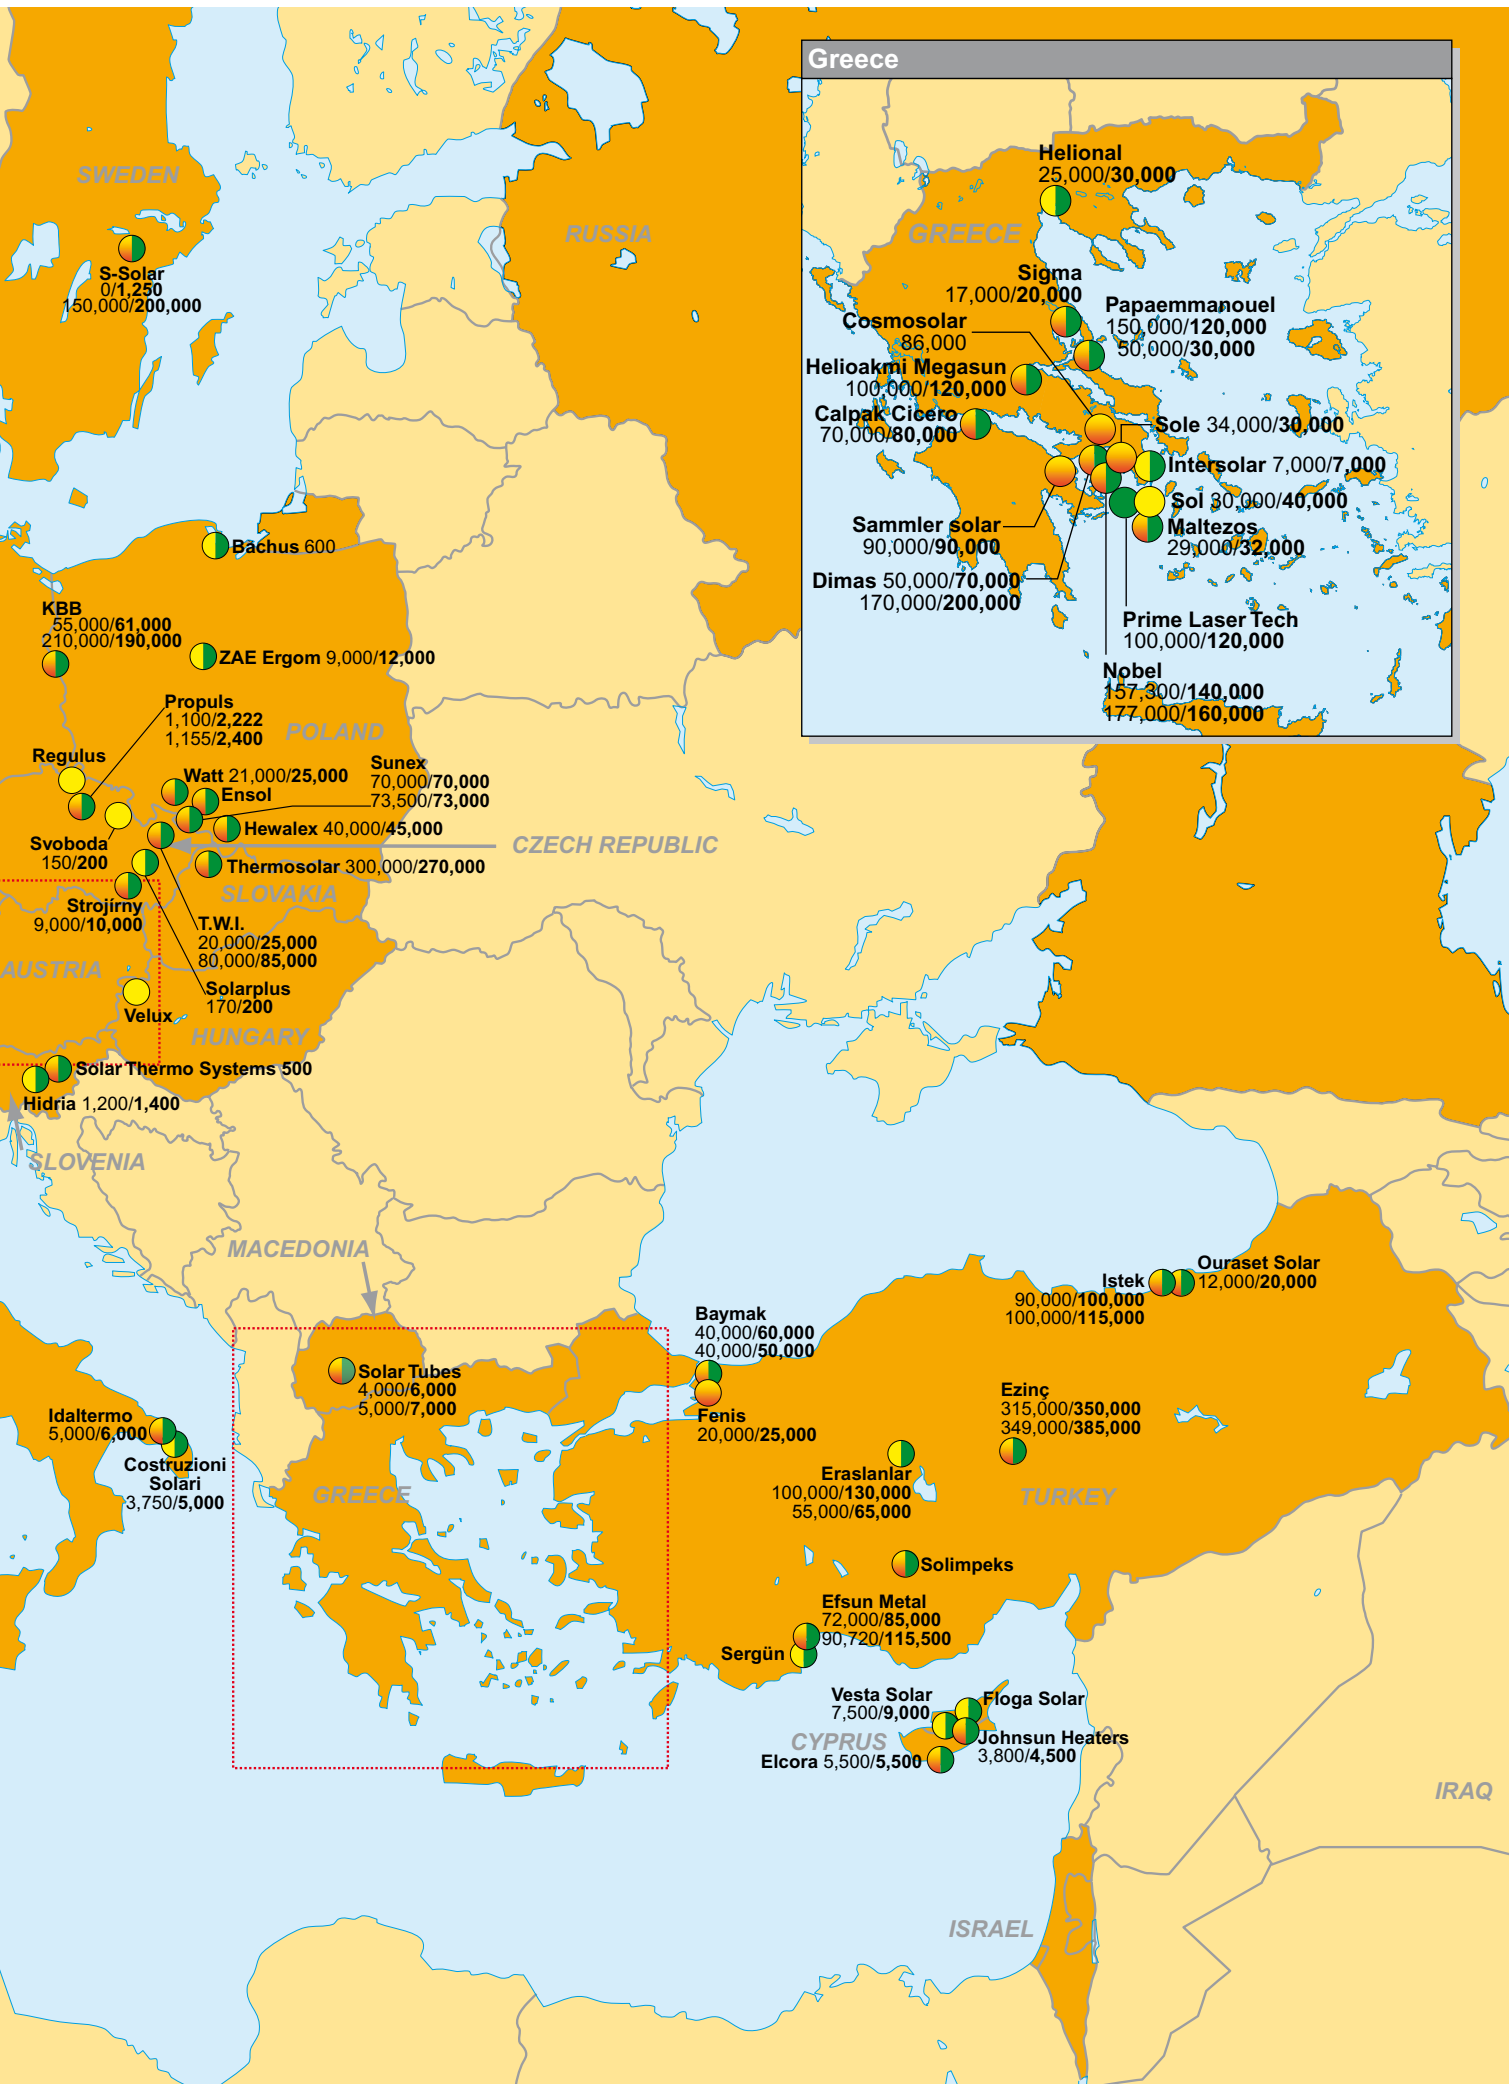 Greece
Helional
25,000/30,000
GREECE
Sigma
17,000/20,000
Papaemmanouel
150,000/120,000
50,000/30,000
Cosmosolar
86,000
Helioakmi Megasun
100,000/120,000
Calpak Cicero
70,000/80,000
Sole 34,000/30,000
Intersolar 7,000/7,000
Sol 30,000/40,000
Maltezos
29,000/32,000
Sammler solar
90,000/90,000
Dimas 50,000/70,000
170,000/200,000
Prime Laser Tech
100,000/120,000
Nobel
157,300/140,000
177,000/160,000
SWEDEN
RUSSIA
S-Solar
0/1,250
150,000/200,000
Bachus 600
KBB
55,000/61,000
210,000/190,000
ZAE Ergom 9,000/12,000
Propuls
1,100/2,222
1,155/2,400
POLAND
Regulus
Watt 21,000/25,000
Sunex
70,000/70,000
73,500/73,000
Ensol
Hewalex 40,000/45,000
Svoboda
150/200
CZECH REPUBLIC
Thermosolar 300,000/270,000
SLOVAKIA
Strojírny
9,000/10,000
T.W.I.
20,000/25,000
80,000/85,000
AUSTRIA
Solarplus
170/200
Velux
HUNGARY
Solar Thermo Systems 500
Hidria 1,200/1,400
SLOVENIA
MACEDONIA
Ouraset Solar
12,000/20,000
Istek
90,000/100,000
100,000/115,000
Baymak
40,000/60,000
40,000/50,000
Solar Tubes
4,000/6,000
5,000/7,000
Fenis
20,000/25,000
Ezinç
315,000/350,000
349,000/385,000
Idaltermo
5,000/6,000
Costruzioni
Solari
3,750/5,000
GREECE
Eraslanlar
100,000/130,000
55,000/65,000
TURKEY
Solimpeks
Efsun Metal
72,000/85,000
90,720/115,500
Sergün
Vesta Solar
7,500/9,000
Floga Solar
CYPRUS
Johnsun Heaters
3,800/4,500
Elcora 5,500/5,500
IRAQ
ISRAEL